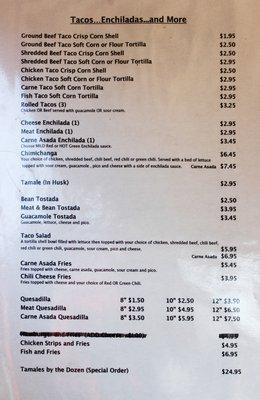 Tacos...Enchiladas...and More
Ground Beef Taco Crisp Corn Shell $1.95
Ground Beef Taco Soft Corn or Flour Tortilla $2.50
Shredded Beef Taco Crisp Corn Shell $2.50
Shredded Beef Taco Soft Corn or Flour Tortilla $2.95
Chicken Taco Crisp Corn Shell $2.50
Chicken Taco Soft Corn or Flour Tortilla $2.95
Carne Taco Soft Corn Tortilla $2.95
Fish Taco Soft Corn Tortilla $2.95
Rolled Tacos (3) $3.25
Chicken OR Beef served with guacamole OR sour cream.
Cheese Enchilada (1) $2.95
Meat Enchilada (1) $2.95
Carne Asada Enchilada (1) $3.45
Choose MILD Red or HOT Green Enchilada sauce.
Chimichanga $6.45
Your choice of chicken, shredded beef, chili beef, red chili or green chili. Served with a bed of lettuce
topped with sour cream, guacamole, pico and cheese with a side of enchilada sauce. Carne Asada $7.45
Tamale (In Husk) $2.95
Bean Tostada $2.50
Meat & Bean Tostada $3.95
Guacamole Tostada $3.45
Guacamole, lettuce, cheese and pico.
Taco Salad
A tortilla shell bowl filled with lettuce then topped with your choice of chicken, shredded beef, chili beef,
red chili or green chili, guacamole, sour cream, pico and cheese. $5.95
Carne Asada $6.95
Carne Asada Fries $5.45
Fries topped with cheese, carne asada, guacamole, sour cream and pico.
Chili Cheese Fries $3.95
Fries topped with cheese and your choice of Red OR Green Chili.
Quesadilla 8" $1.50 10" $2.50 12" $3.50
Meat Quesadilla 8" $2.95 10" $4.95 12" $6.50
Carne Asada Quesadilla 8" $3.50 10" $5.95 12" $7.50
Chicken Strips and Fries $4.95
Fish and Fries $6.95
Tamales by the Dozen (Special Order) $24.95